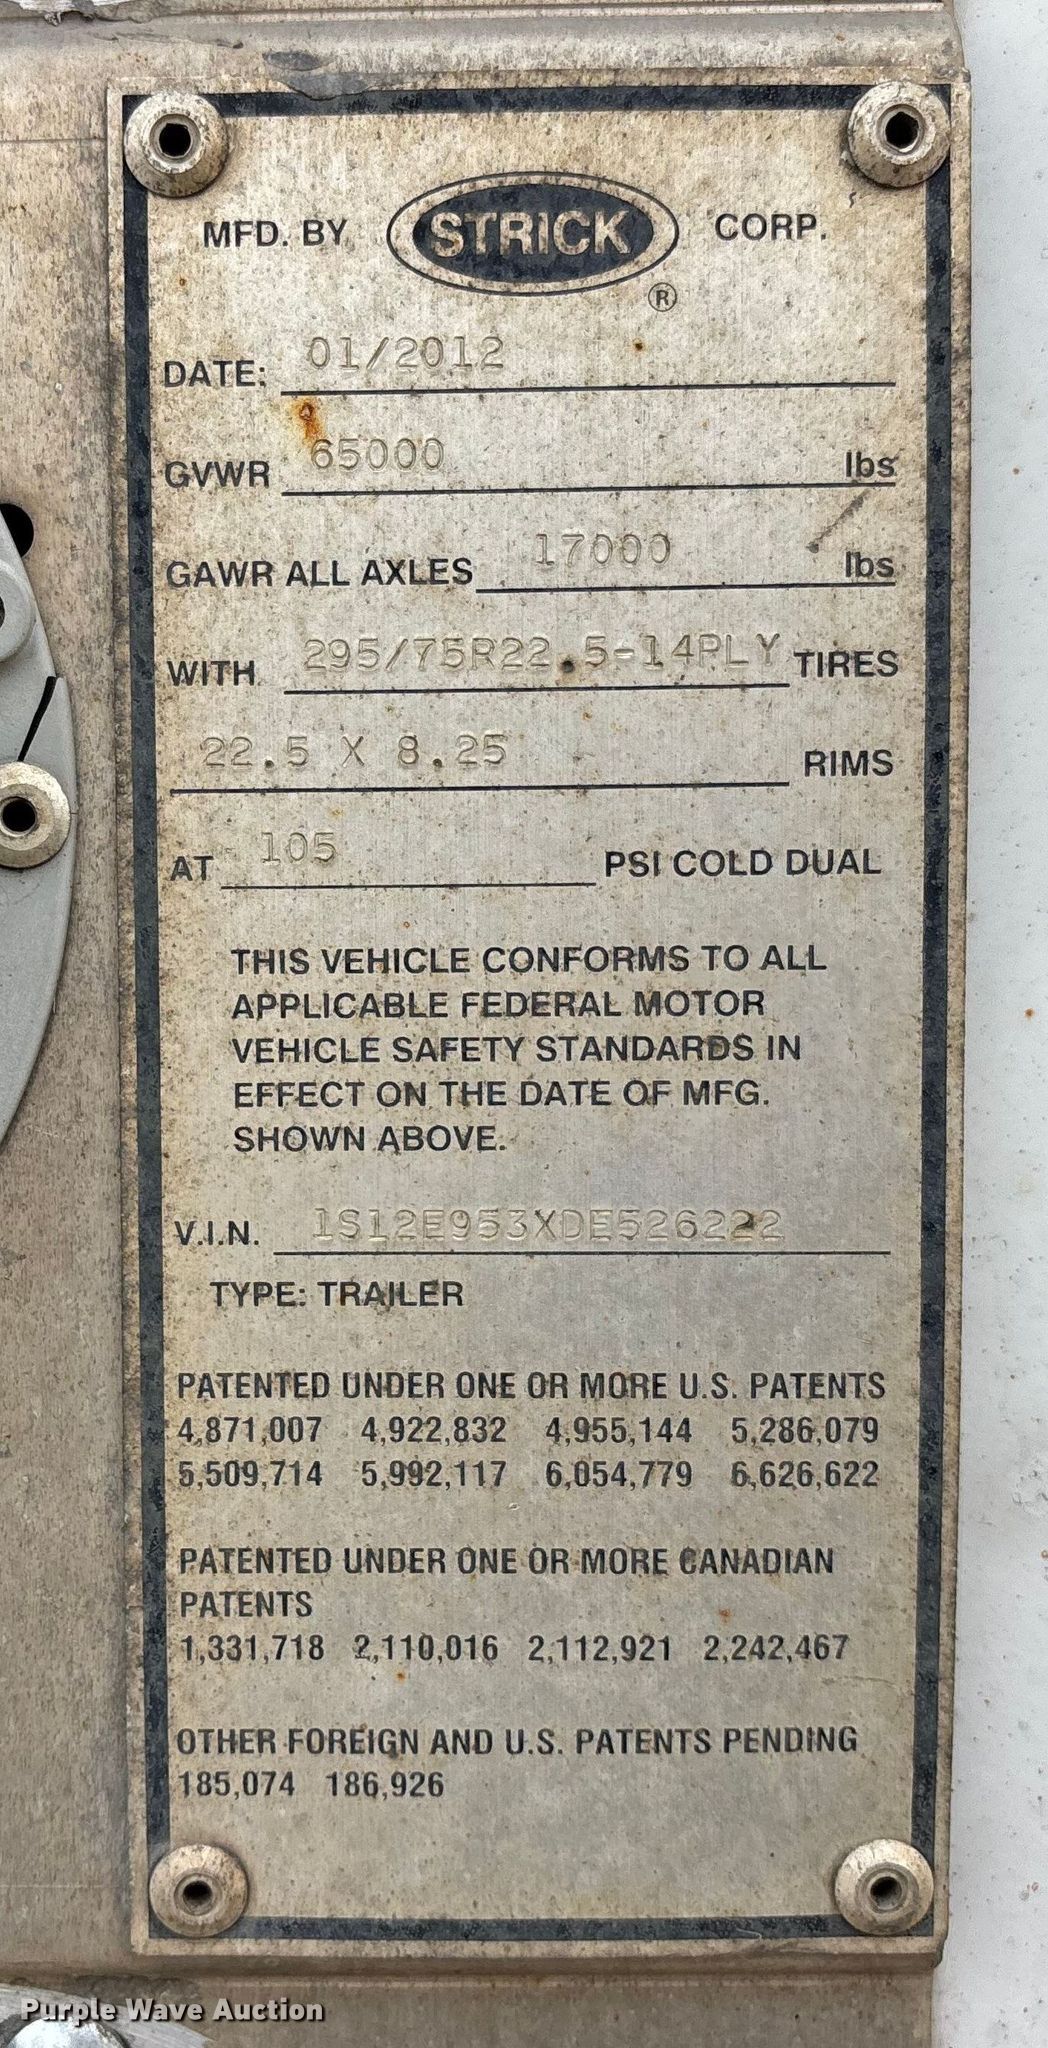 MFD. BY STRICK CORP.
®
DATE: 01/2012
GVWR 65000 lbs
GAWR ALL AXLES 17000 lbs
WITH 295/75R22.5-14PLY TIRES
22.5 X 8.25 RIMS
AT 105 PSI COLD DUAL
THIS VEHICLE CONFORMS TO ALL
APPLICABLE FEDERAL MOTOR
VEHICLE SAFETY STANDARDS IN
EFFECT ON THE DATE OF MFG.
SHOWN ABOVE.
V.I.N. 1S12E953XDE526222
TYPE: TRAILER
PATENTED UNDER ONE OR MORE U.S. PATENTS
4,871,007 4,922,832 4,955,144 5,286,079
5,509,714 5,992,117 6,054,779 6,626,622
PATENTED UNDER ONE OR MORE CANADIAN
PATENTS
1,331,718 2,110,016 2,112,921 2,242,467
OTHER FOREIGN AND U.S. PATENTS PENDING
185,074 186,926
Purple Wave Auction